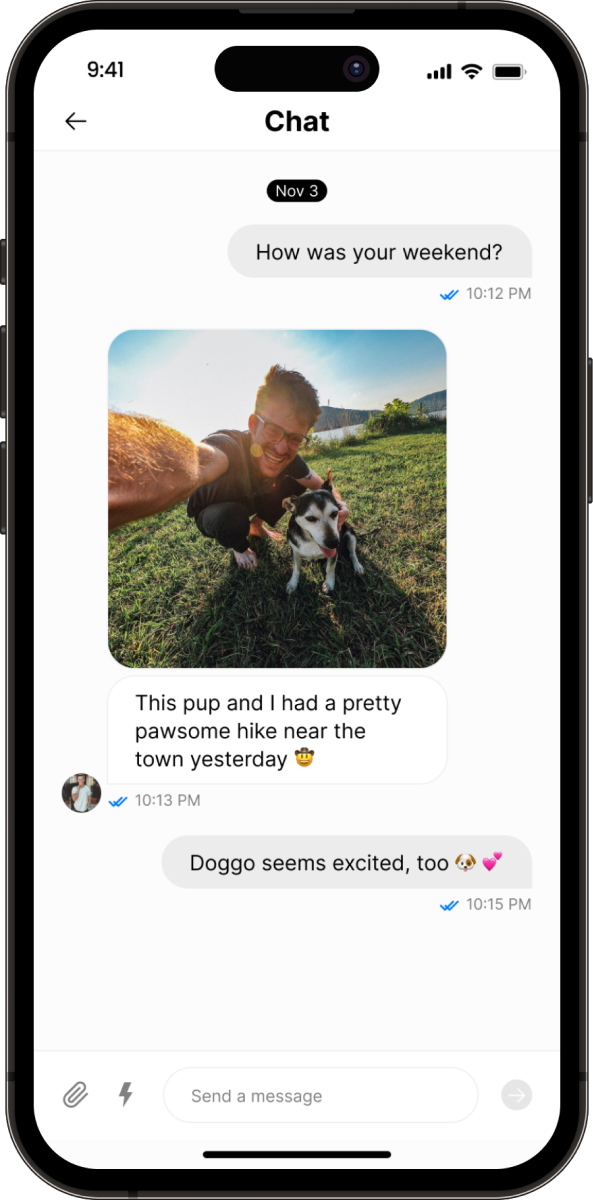 9:41
Chat
Nov 3
How was your weekend?
10:12 PM
This pup and I had a pretty
pawsome hike near the
town yesterday 🤠
10:13 PM
Doggo seems excited, too 🐶 💕
10:15 PM
Send a message